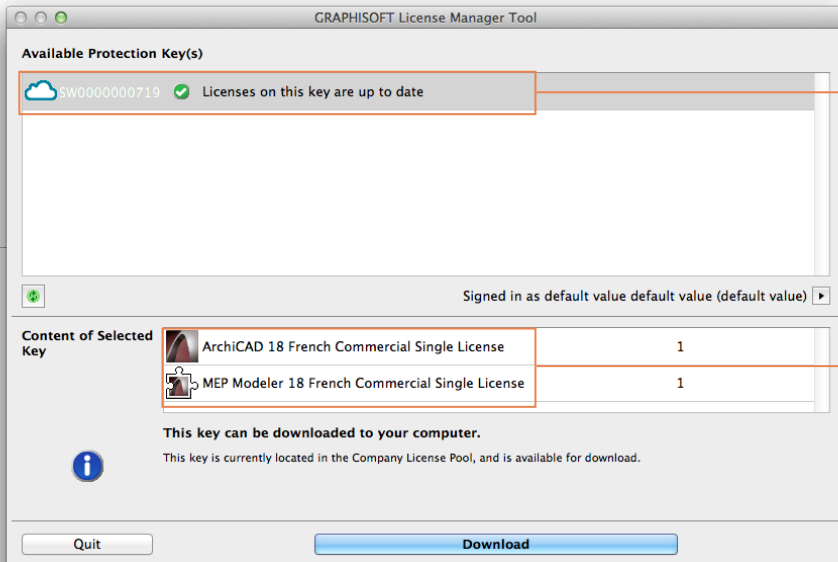 GRAPHISOFT License Manager Tool
Available Protection Key(s)
SW0000000719 Licenses on this key are up to date
Signed in as default value default value (default value)
Content of Selected
Key
ArchiCAD 18 French Commercial Single License 1
MEP Modeler 18 French Commercial Single License 1
This key can be downloaded to your computer.
This key is currently located in the Company License Pool, and is available for download.
Quit Download